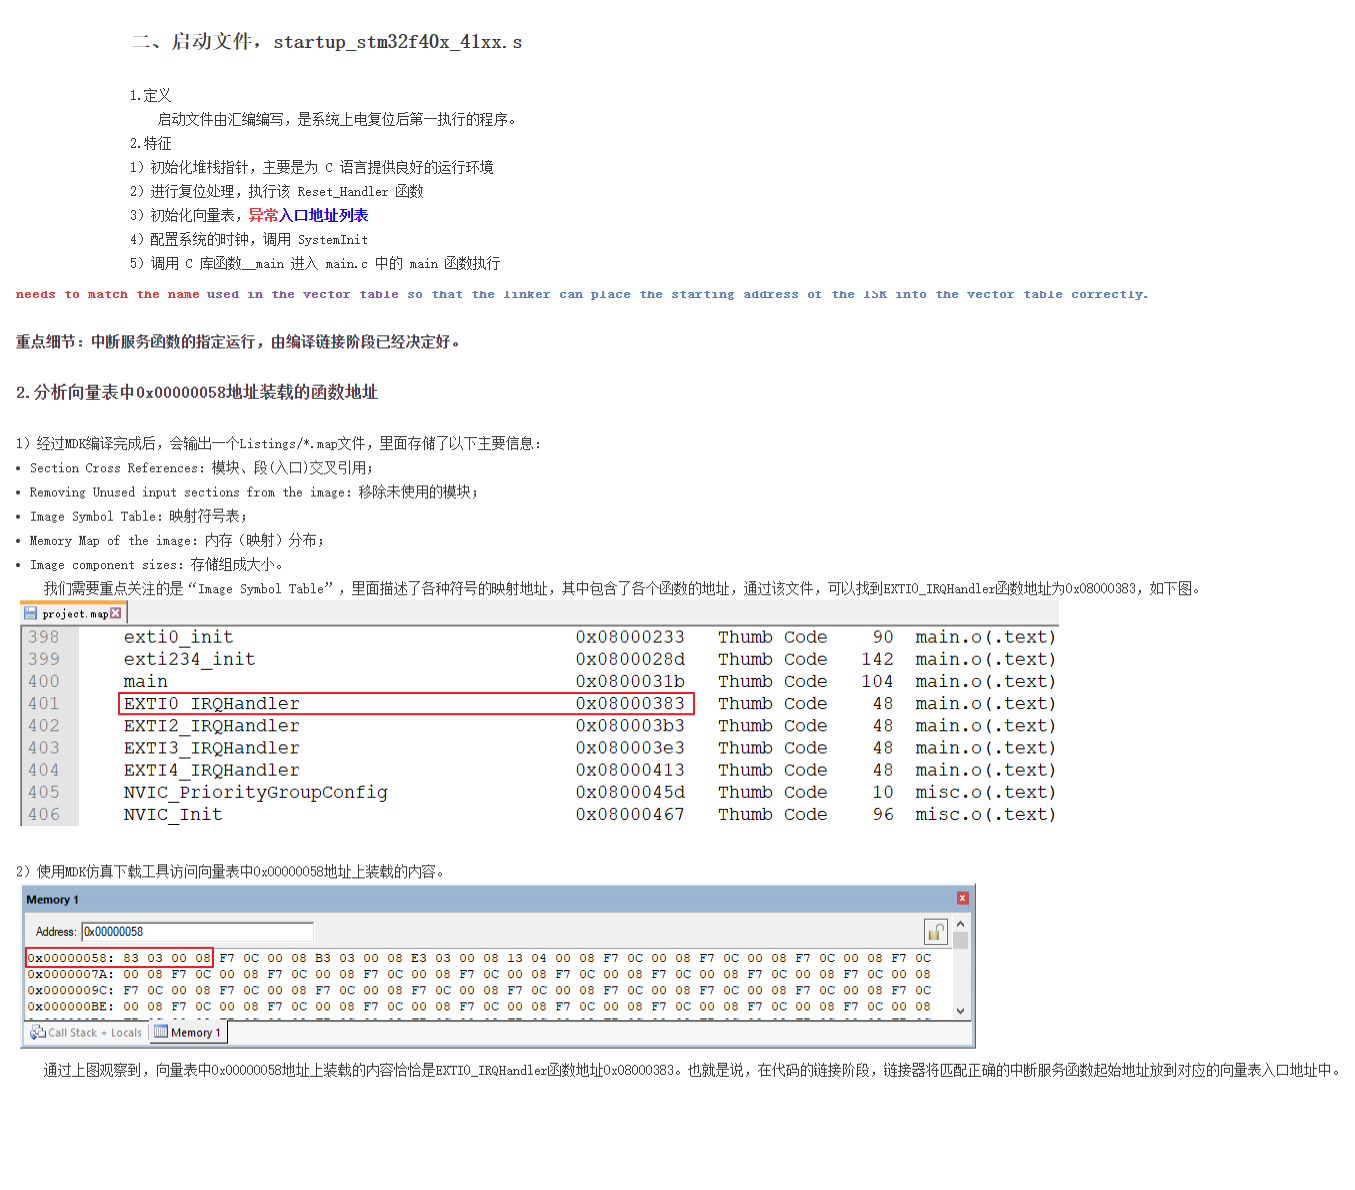 二、启动文件，startup_stm32f40x_41xx.s
1.定义
启动文件由汇编编写，是系统上电复位后第一执行的程序。
2.特征
1）初始化堆栈指针，主要是为 C 语言提供良好的运行环境
2）进行复位处理，执行该 Reset_Handler 函数
3）初始化向量表，异常入口地址列表
4）配置系统的时钟，调用 SystemInit
5）调用 C 库函数__main 进入 main.c 中的 main 函数执行
needs to match the name used in the vector table so that the linker can place the starting address of the ISR into the vector table correctly.
重点细节：中断服务函数的指定运行，由编译链接阶段已经决定好。
2.分析向量表中0x00000058地址装载的函数地址
1）经过MDK编译完成后，会输出一个Listings/*.map文件，里面存储了以下主要信息：
• Section Cross References：模块、段(入口)交叉引用；
• Removing Unused input sections from the image：移除未使用的模块；
• Image Symbol Table：映射符号表；
• Memory Map of the image：内存（映射）分布；
• Image component sizes：存储组成大小。
我们需要重点关注的是“Image Symbol Table”，里面描述了各种符号的映射地址，其中包含了各个函数的地址，通过该文件，可以找到EXTI0_IRQHandler函数地址为0x08000383，如下图。
project.map
398 exti0_init 0x08000233 Thumb Code 90 main.o(.text)
399 exti234_init 0x0800028d Thumb Code 142 main.o(.text)
400 main 0x0800031b Thumb Code 104 main.o(.text)
401 EXTI0_IRQHandler 0x08000383 Thumb Code 48 main.o(.text)
402 EXTI2_IRQHandler 0x080003b3 Thumb Code 48 main.o(.text)
403 EXTI3_IRQHandler 0x080003e3 Thumb Code 48 main.o(.text)
404 EXTI4_IRQHandler 0x08000413 Thumb Code 48 main.o(.text)
405 NVIC_PriorityGroupConfig 0x0800045d Thumb Code 10 misc.o(.text)
406 NVIC_Init 0x08000467 Thumb Code 96 misc.o(.text)
2）使用MDK仿真下载工具访问向量表中0x00000058地址上装载的内容。
Memory 1
Address: 0x00000058
0x00000058: 83 03 00 08 F7 0C 00 08 B3 03 00 08 E3 03 00 08 13 04 00 08 F7 0C 00 08 F7 0C 00 08 F7 0C 00 08 F7 0C
0x0000007A: 00 08 F7 0C 00 08 F7 0C 00 08 F7 0C 00 08 F7 0C 00 08 F7 0C 00 08 F7 0C 00 08 F7 0C 00 08 F7 0C 00 08
0x0000009C: F7 0C 00 08 F7 0C 00 08 F7 0C 00 08 F7 0C 00 08 F7 0C 00 08 F7 0C 00 08 F7 0C 00 08 F7 0C 00 08 F7 0C
0x000000BE: 00 08 F7 0C 00 08 F7 0C 00 08 F7 0C 00 08 F7 0C 00 08 F7 0C 00 08 F7 0C 00 08 F7 0C 00 08 F7 0C 00 08
Call Stack + Locals Memory 1
通过上图观察到，向量表中0x00000058地址上装载的内容恰恰是EXTI0_IRQHandler函数地址0x08000383。也就是说，在代码的链接阶段，链接器将匹配正确的中断服务函数起始地址放到对应的向量表入口地址中。